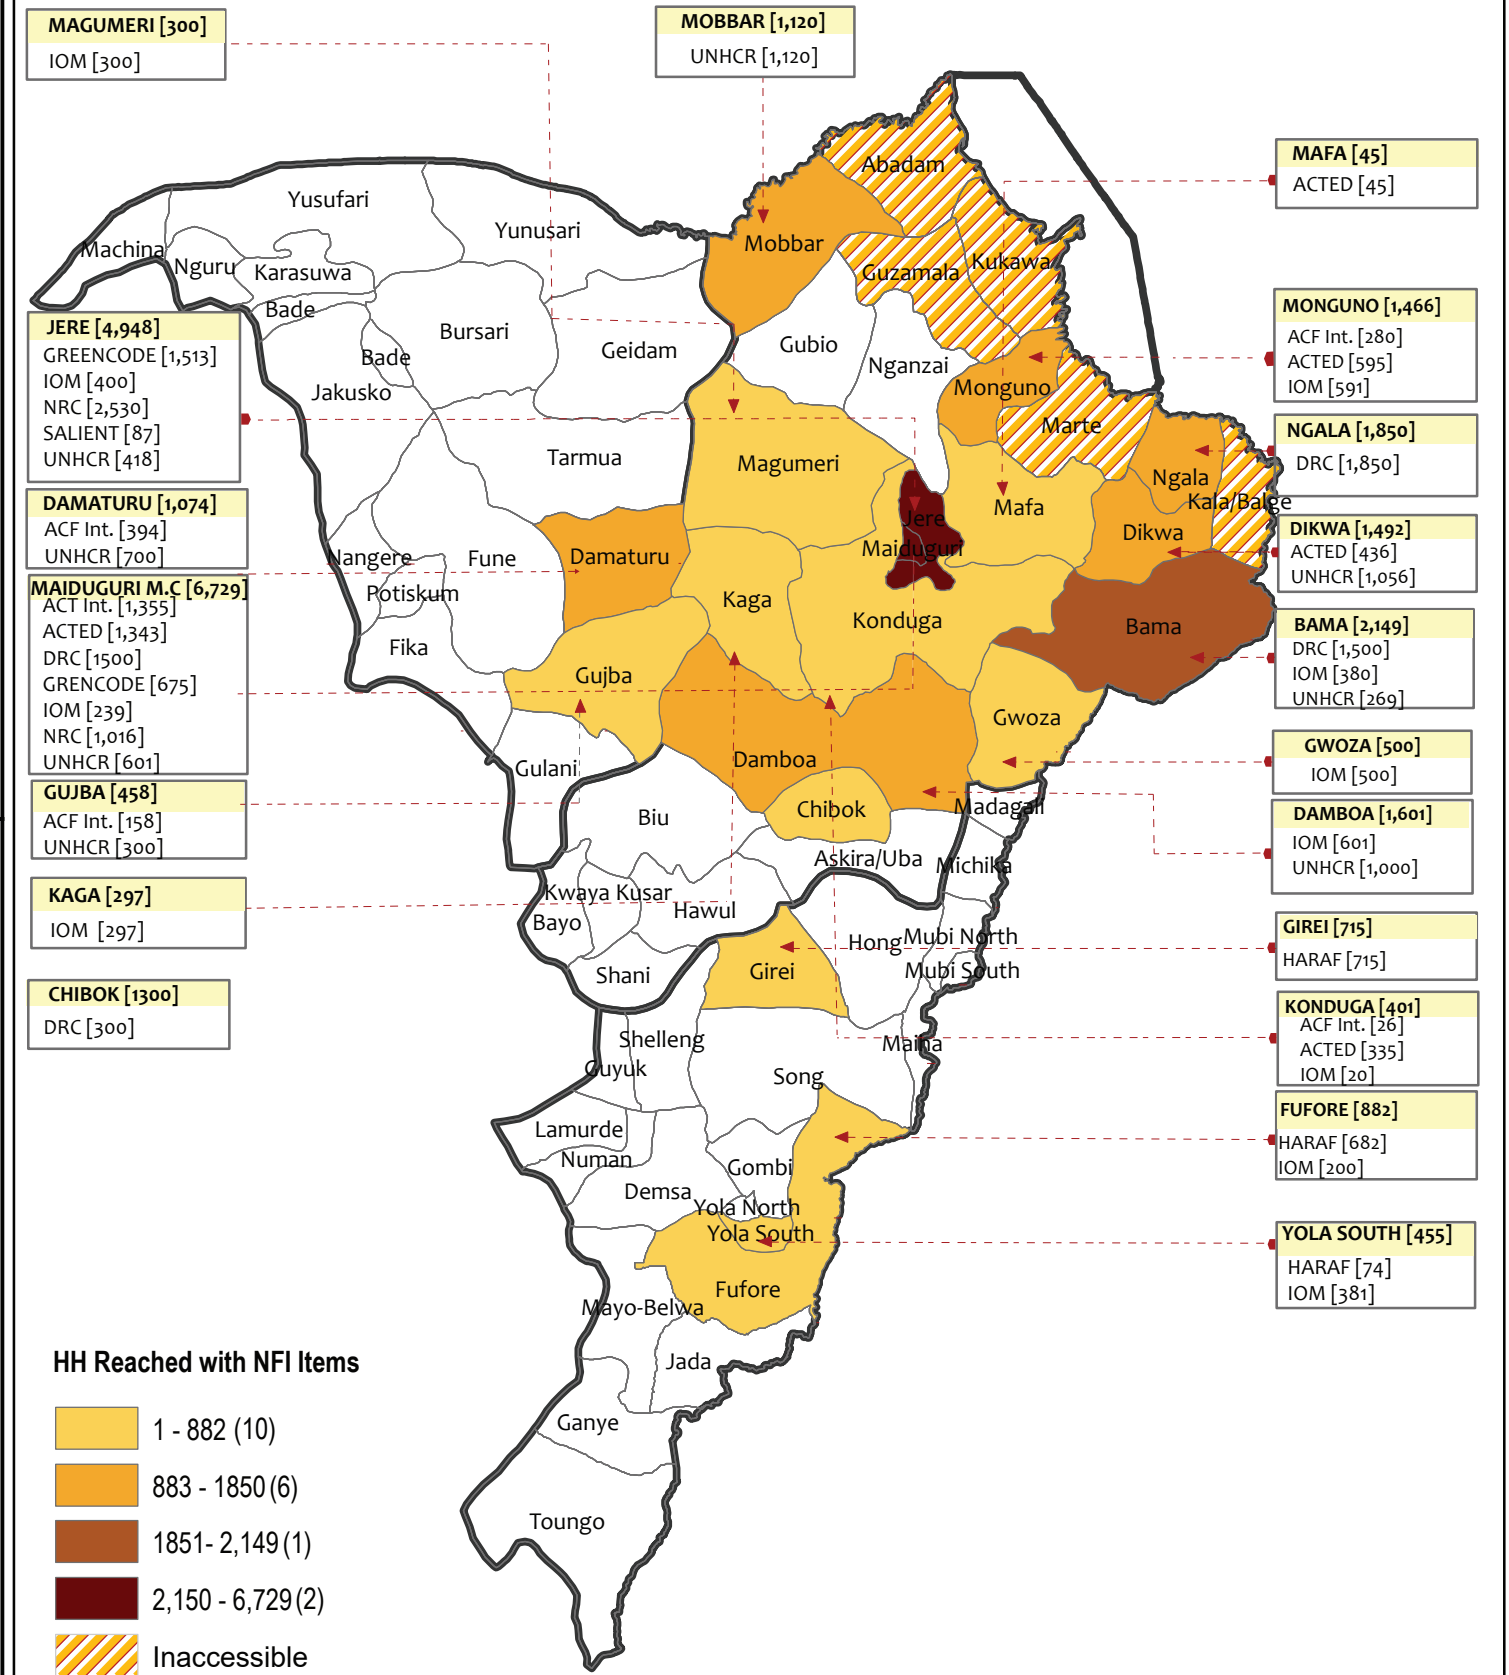 MAGUMERI [300]
IOM [300]
MOBBAR [1,120]
UNHCR [1,120]
MAFA [45]
ACTED [45]
MONGUNO [1,466]
ACF Int. [280]
ACTED [595]
IOM [591]
NGALA [1,850]
DRC [1,850]
DIKWA [1,492]
ACTED [436]
UNHCR [1,056]
BAMA [2,149]
DRC [1,500]
IOM [380]
UNHCR [269]
GWOZA [500]
IOM [500]
DAMBOA [1,601]
IOM [601]
UNHCR [1,000]
GIREI [715]
HARAF [715]
KONDUGA [401]
ACF Int. [26]
ACTED [335]
IOM [20]
FUFORE [882]
HARAF [682]
IOM [200]
YOLA SOUTH [455]
HARAF [74]
IOM [381]
JERE [4,948]
GREENCODE [1,513]
IOM [400]
NRC [2,530]
SALIENT [87]
UNHCR [418]
DAMATURU [1,074]
ACF Int. [394]
UNHCR [700]
MAIDUGURI M.C [6,729]
ACT Int. [1,355]
ACTED [1,343]
DRC [1500]
GRENCODE [675]
IOM [239]
NRC [1,016]
UNHCR [601]
GUJBA [458]
ACF Int. [158]
UNHCR [300]
KAGA [297]
IOM [297]
CHIBOK [1300]
DRC [300]
Abadam
Yusufari
Yunusari
Machina
Nguru
Karasuwa
Mobbar
Guzamala
Kukawa
Bade
Bursari
Geidam
Gubio
Nganzai
Bade
Jakusko
Monguno
Marte
Tarmua
Magumeri
Ngala
Kala/Balge
Mafa
Jere
Dikwa
Maiduguri
Nangere
Fune
Damaturu
Potiskum
Kaga
Konduga
Bama
Fika
Gujba
Gwoza
Gulani
Damboa
Chibok
Madagali
Biu
Askira/Uba
Michika
Kwaya Kusar
Hawul
Bayo
Hong
Mubi North
Shani
Girei
Mubi South
Shelleng
Maiha
Guyuk
Song
Lamurde
Numan
Gombi
Demsa
Yola North
Yola South
Fufore
Mayo-Belwa
Jada
Ganye
Toungo
HH Reached with NFI Items
1 - 882 (10)
883 - 1850 (6)
1851- 2,149 (1)
2,150 - 6,729 (2)
Inaccessible